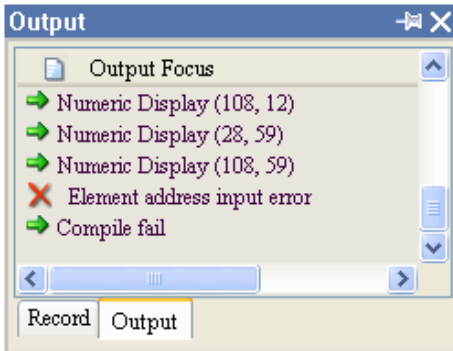 Output
Output Focus
Numeric Display (108, 12)
Numeric Display (28, 59)
Numeric Display (108, 59)
Element address input error
Compile fail
Record Output